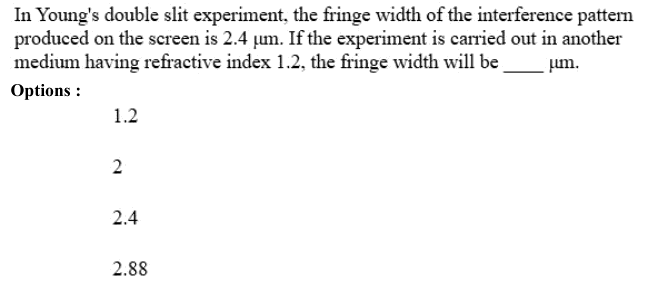 In Young's double slit experiment, the fringe width of the interference pattern
produced on the screen is 2.4 μm. If the experiment is carried out in another
medium having refractive index 1.2, the fringe width will be ____ μm.
Options :
1.2
2
2.4
2.88